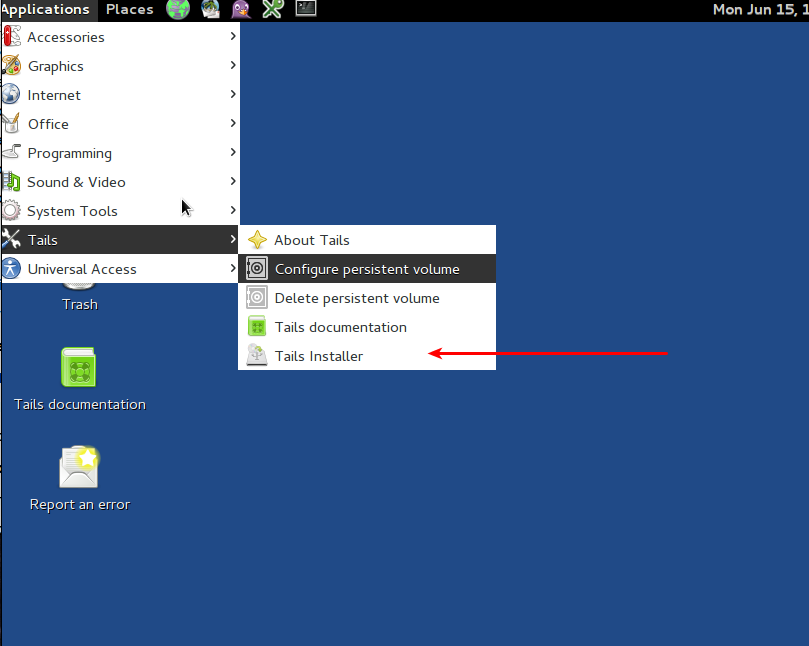 Applications Places Mon Jun 15, 1
Accessories
Graphics
Internet
Office
Programming
Sound & Video
System Tools
Tails
About Tails
Universal Access
Configure persistent volume
Delete persistent volume
Tails documentation
Tails Installer
Trash
Tails documentation
Report an error